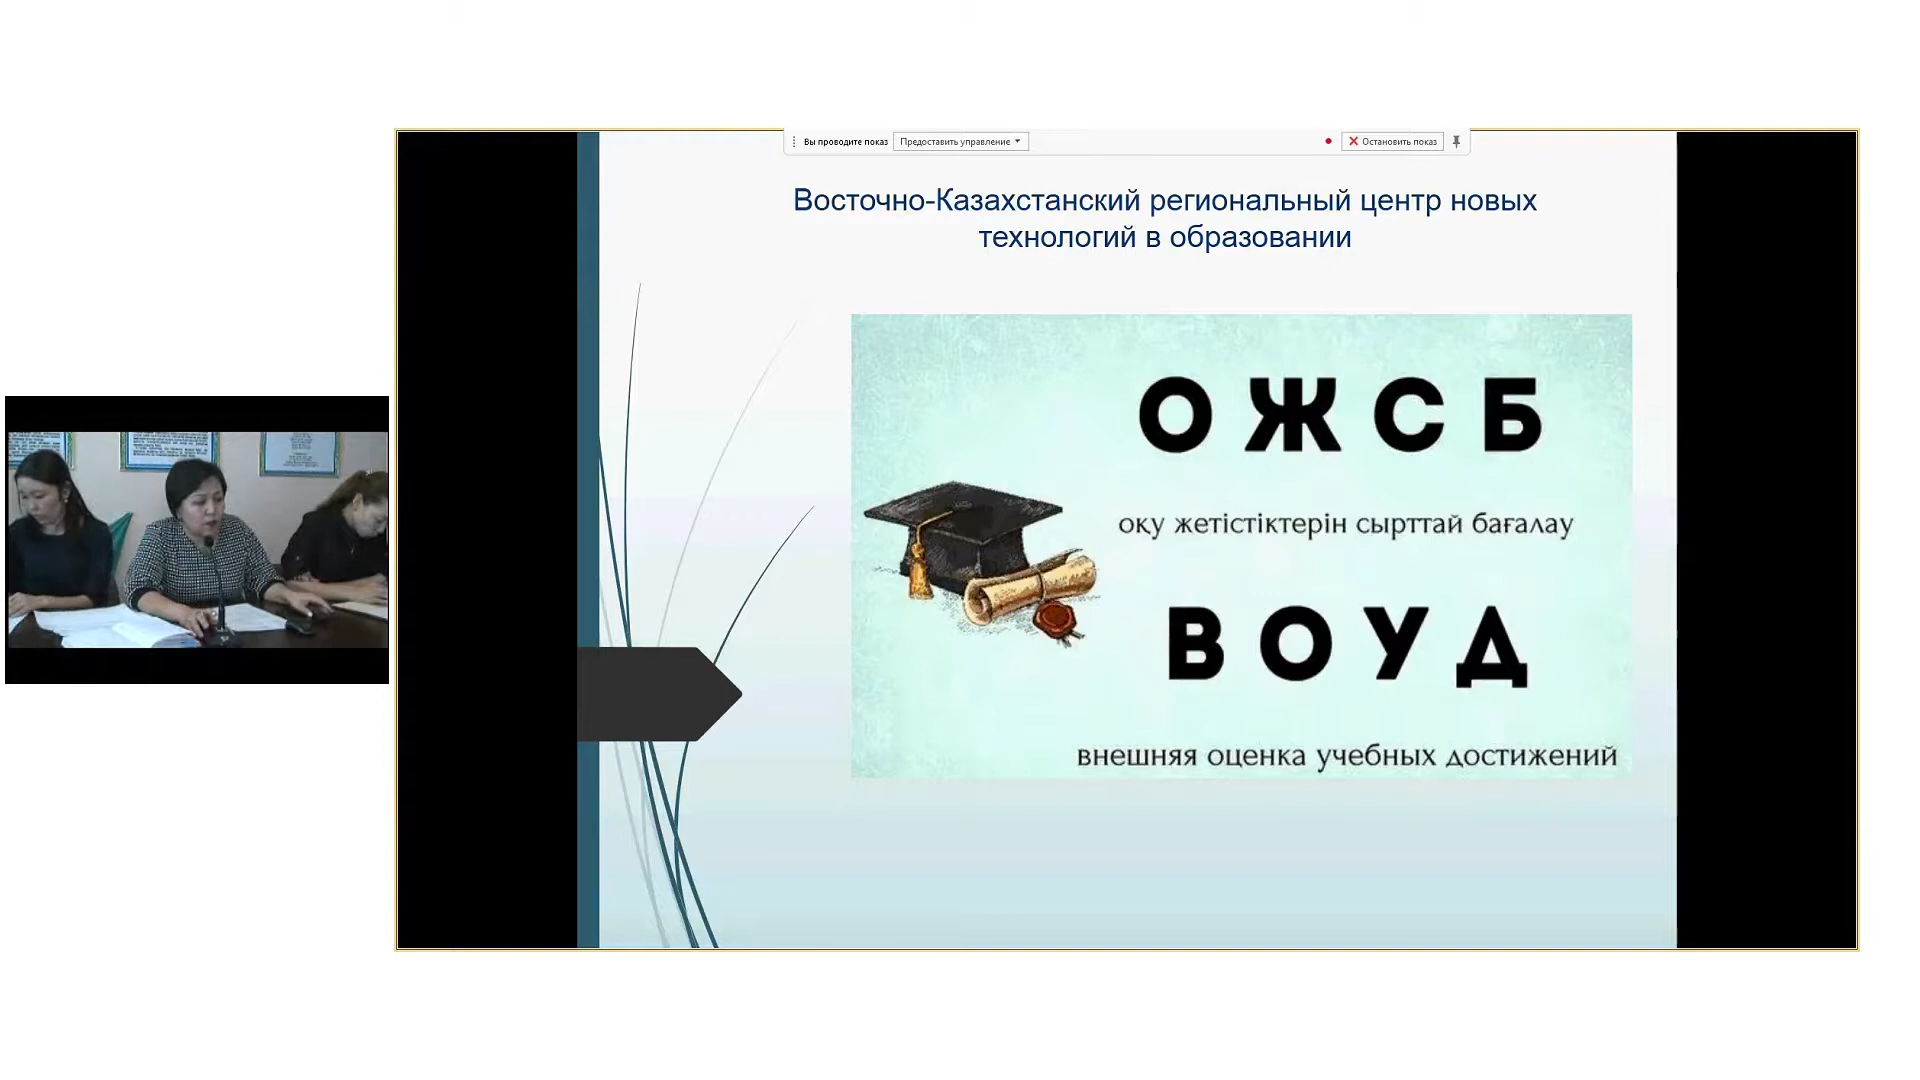 Вы проводите показ
Предоставить управление
Остановить показ
Восточно-Казахстанский региональный центр новых
технологий в образовании
ОЖСБ
оқу жетістіктерін сырттай бағалау
ВОУД
внешняя оценка учебных достижений